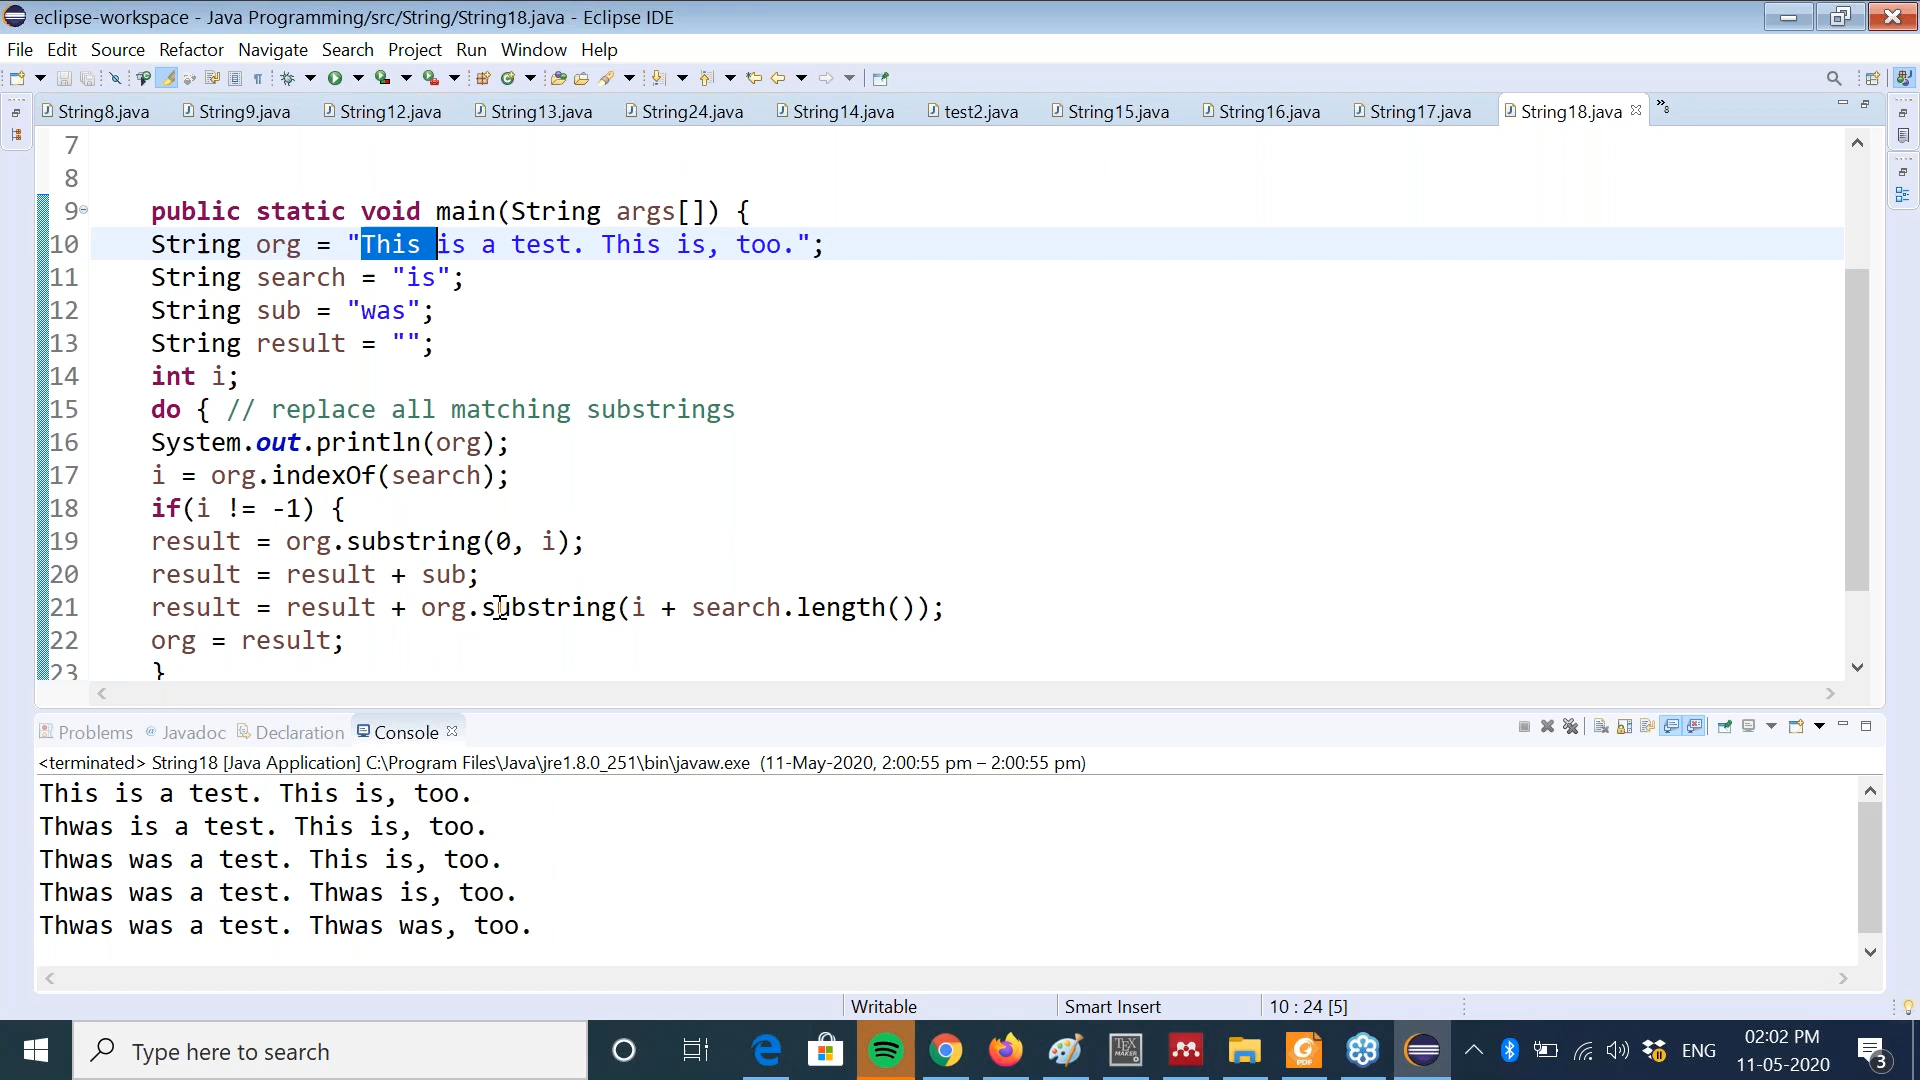 eclipse-workspace - Java Programming/src/String/String18.java - Eclipse IDE
File Edit Source Refactor Navigate Search Project Run Window Help
String8.java String9.java String12.java String13.java String24.java String14.java test2.java String15.java String16.java String17.java String18.java »8
7
8
9 public static void main(String args[]) {
10 String org = "This is a test. This is, too.";
11 String search = "is";
12 String sub = "was";
13 String result = "";
14 int i;
15 do { // replace all matching substrings
16 System.out.println(org);
17 i = org.indexOf(search);
18 if(i != -1) {
19 result = org.substring(0, i);
20 result = result + sub;
21 result = result + org.substring(i + search.length());
22 org = result;
23 }
Problems @ Javadoc Declaration Console
<terminated> String18 [Java Application] C:\Program Files\Java\jre1.8.0_251\bin\javaw.exe (11-May-2020, 2:00:55 pm – 2:00:55 pm)
This is a test. This is, too.
Thwas is a test. This is, too.
Thwas was a test. This is, too.
Thwas was a test. Thwas is, too.
Thwas was a test. Thwas was, too.
Writable Smart Insert 10 : 24 [5]
Type here to search
TEX MAKER
PDF
ENG
02:02 PM
11-05-2020
3